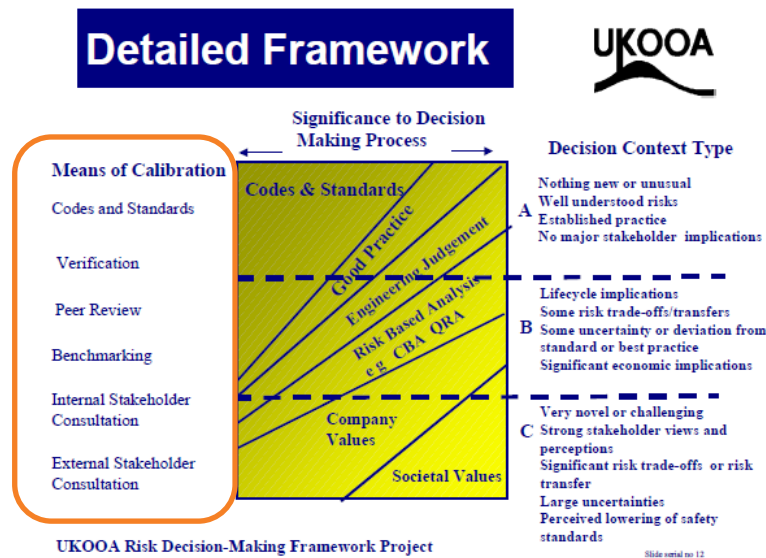 Detailed Framework
UKOOA
Significance to Decision
Making Process
Means of Calibration
Codes and Standards
Verification
Peer Review
Benchmarking
Internal Stakeholder
Consultation
External Stakeholder
Consultation
Codes & Standards
Good Practice
Engineering Judgement
Risk Based Analysis
e g CBA QRA
Company
Values
Societal Values
Decision Context Type
A
Nothing new or unusual
Well understood risks
Established practice
No major stakeholder implications
B
Lifecycle implications
Some risk trade-offs/transfers
Some uncertainty or deviation from
standard or best practice
Significant economic implications
C
Very novel or challenging
Strong stakeholder views and
perceptions
Significant risk trade-offs or risk
transfer
Large uncertainties
Perceived lowering of safety
standards
UKOOA Risk Decision-Making Framework Project
Slide serial no 12